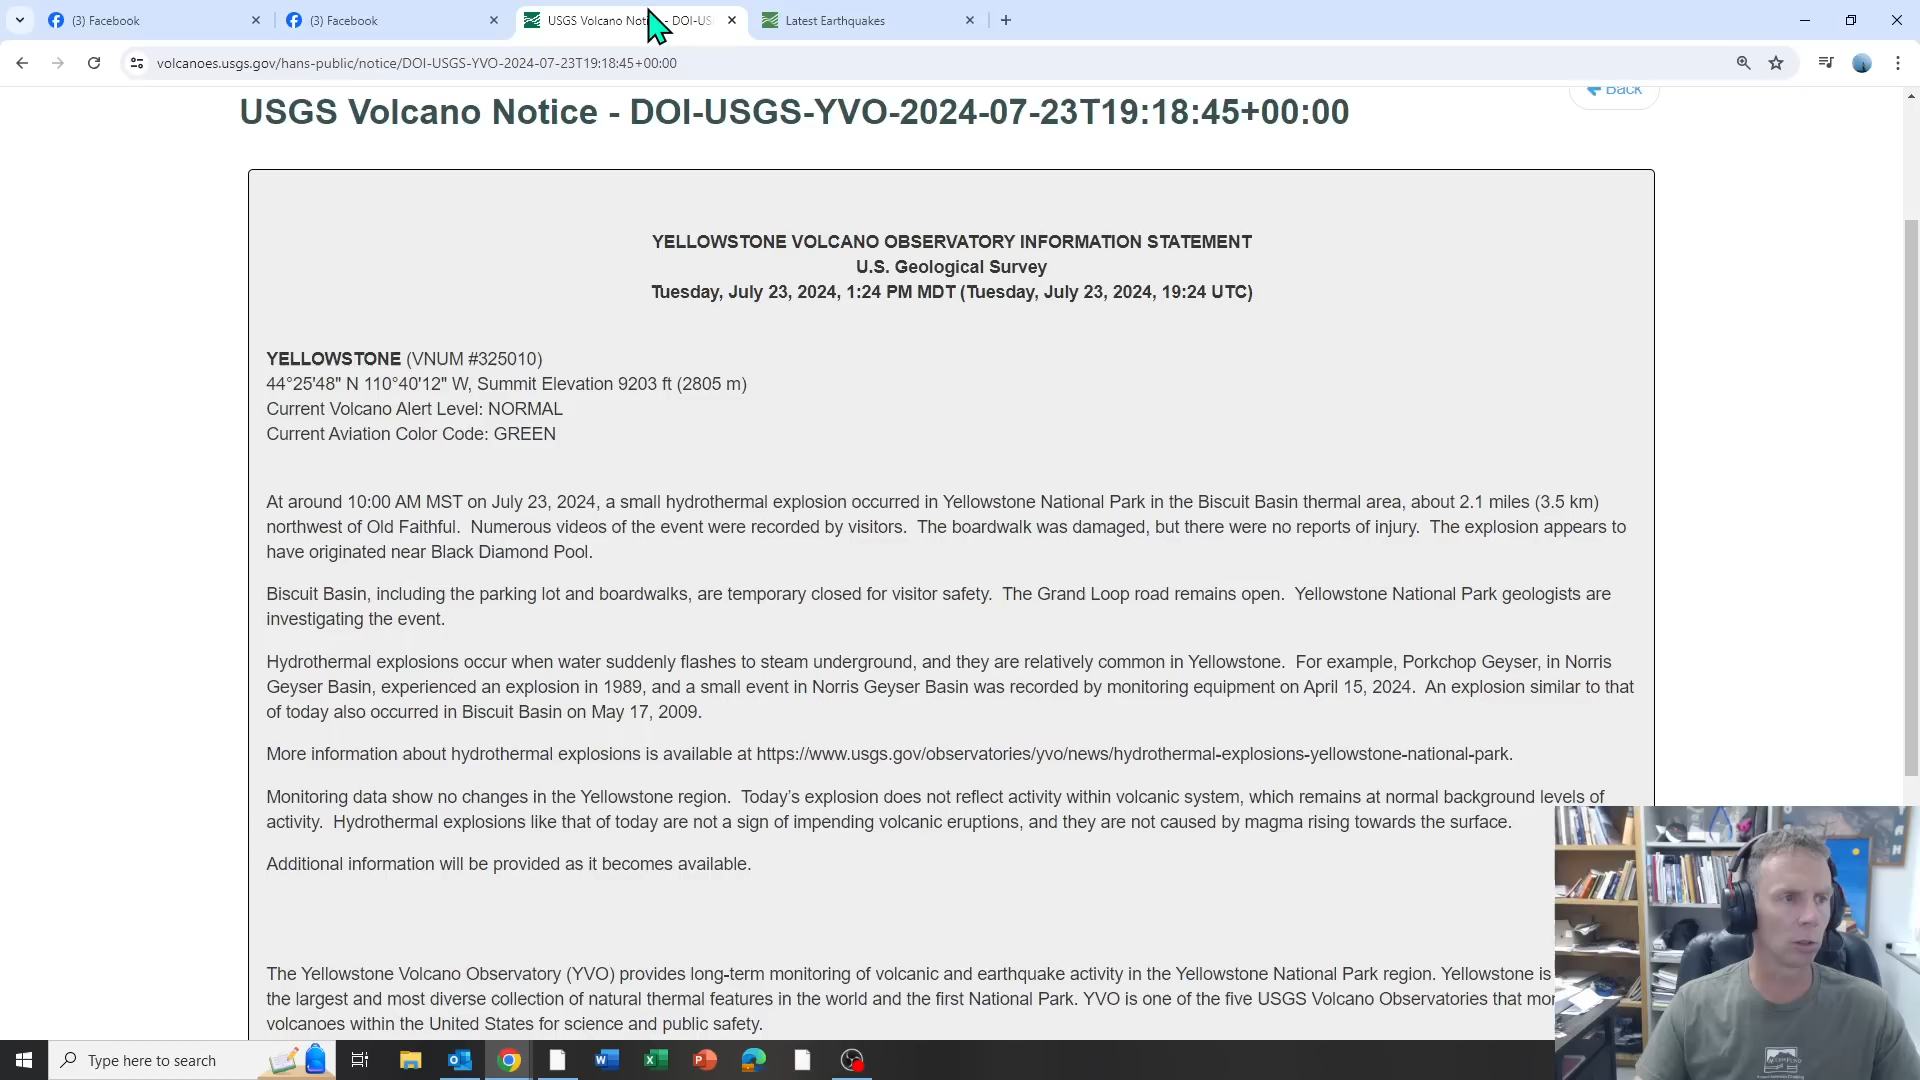 (3) Facebook
(3) Facebook
USGS Volcano Notice - DOI-US
Latest Earthquakes
volcanoes.usgs.gov/hans-public/notice/DOI-USGS-YVO-2024-07-23T19:18:45+00:00
Back
USGS Volcano Notice - DOI-USGS-YVO-2024-07-23T19:18:45+00:00
YELLOWSTONE VOLCANO OBSERVATORY INFORMATION STATEMENT
U.S. Geological Survey
Tuesday, July 23, 2024, 1:24 PM MDT (Tuesday, July 23, 2024, 19:24 UTC)
YELLOWSTONE (VNUM #325010)
44°25'48" N 110°40'12" W, Summit Elevation 9203 ft (2805 m)
Current Volcano Alert Level: NORMAL
Current Aviation Color Code: GREEN
At around 10:00 AM MST on July 23, 2024, a small hydrothermal explosion occurred in Yellowstone National Park in the Biscuit Basin thermal area, about 2.1 miles (3.5 km)
northwest of Old Faithful.  Numerous videos of the event were recorded by visitors.  The boardwalk was damaged, but there were no reports of injury.  The explosion appears to
have originated near Black Diamond Pool.
Biscuit Basin, including the parking lot and boardwalks, are temporary closed for visitor safety.  The Grand Loop road remains open.  Yellowstone National Park geologists are
investigating the event.
Hydrothermal explosions occur when water suddenly flashes to steam underground, and they are relatively common in Yellowstone.  For example, Porkchop Geyser, in Norris
Geyser Basin, experienced an explosion in 1989, and a small event in Norris Geyser Basin was recorded by monitoring equipment on April 15, 2024.  An explosion similar to that
of today also occurred in Biscuit Basin on May 17, 2009.
More information about hydrothermal explosions is available at https://www.usgs.gov/observatories/yvo/news/hydrothermal-explosions-yellowstone-national-park.
Monitoring data show no changes in the Yellowstone region.  Today's explosion does not reflect activity within volcanic system, which remains at normal background levels of
activity.  Hydrothermal explosions like that of today are not a sign of impending volcanic eruptions, and they are not caused by magma rising towards the surface.
Additional information will be provided as it becomes available.
The Yellowstone Volcano Observatory (YVO) provides long-term monitoring of volcanic and earthquake activity in the Yellowstone National Park region. Yellowstone is
the largest and most diverse collection of natural thermal features in the world and the first National Park. YVO is one of the five USGS Volcano Observatories that mon
volcanoes within the United States for science and public safety.
Type here to search